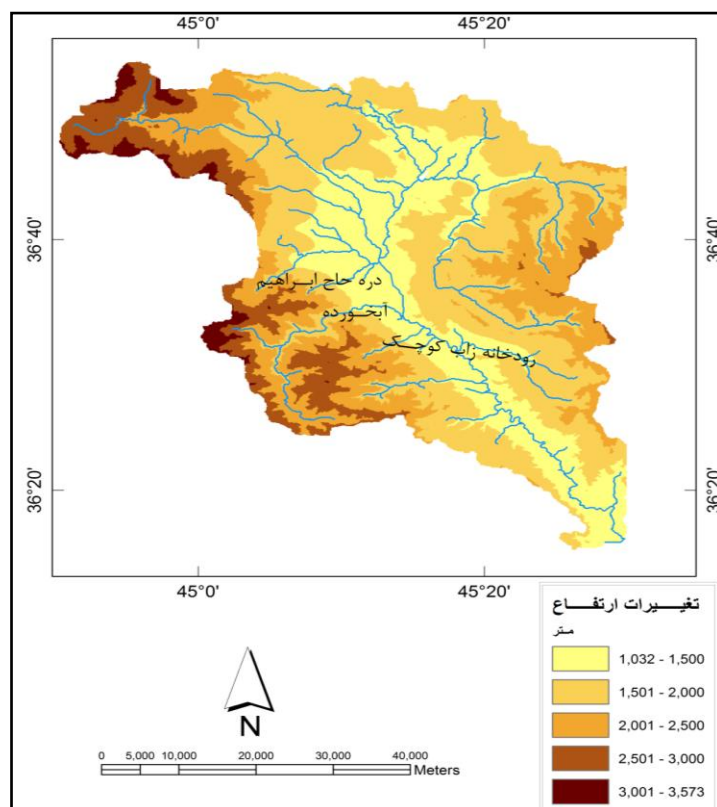 45°0' 45°20'
36°40' 36°40'
دره حاج ابراهیم
آبخورده
رودخانه زاب کوچک
36°20' 36°20'
45°0' 45°20'
تغییرات ارتفاع
متر
1,032 - 1,500
1,501 - 2,000
2,001 - 2,500
2,501 - 3,000
3,001 - 3,573
N
0 5,000 10,000 20,000 30,000 40,000
Meters